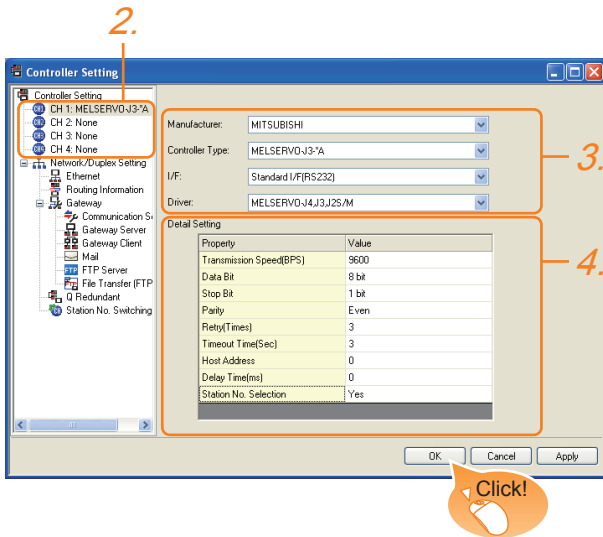 2.
Controller Setting
Controller Setting
CH 1: MELSERVO-J3-*A
CH 2: None
CH 3: None
CH 4: None
Network/Duplex Setting
Ethernet
Routing Information
Gateway
Communication S
Gateway Server
Gateway Client
Mail
FTP Server
File Transfer (FTP
Q Redundant
Station No. Switching
Manufacturer: MITSUBISHI
Controller Type: MELSERVO-J3-*A
I/F: Standard I/F(RS232)
Driver: MELSERVO-J4,J3,J2S/M
3.
Detail Setting
Property Value
Transmission Speed(BPS) 9600
Data Bit 8 bit
Stop Bit 1 bit
Parity Even
Retry(Times) 3
Timeout Time(Sec) 3
Host Address 0
Delay Time(ms) 0
Station No. Selection Yes
4.
OK Cancel Apply
Click!